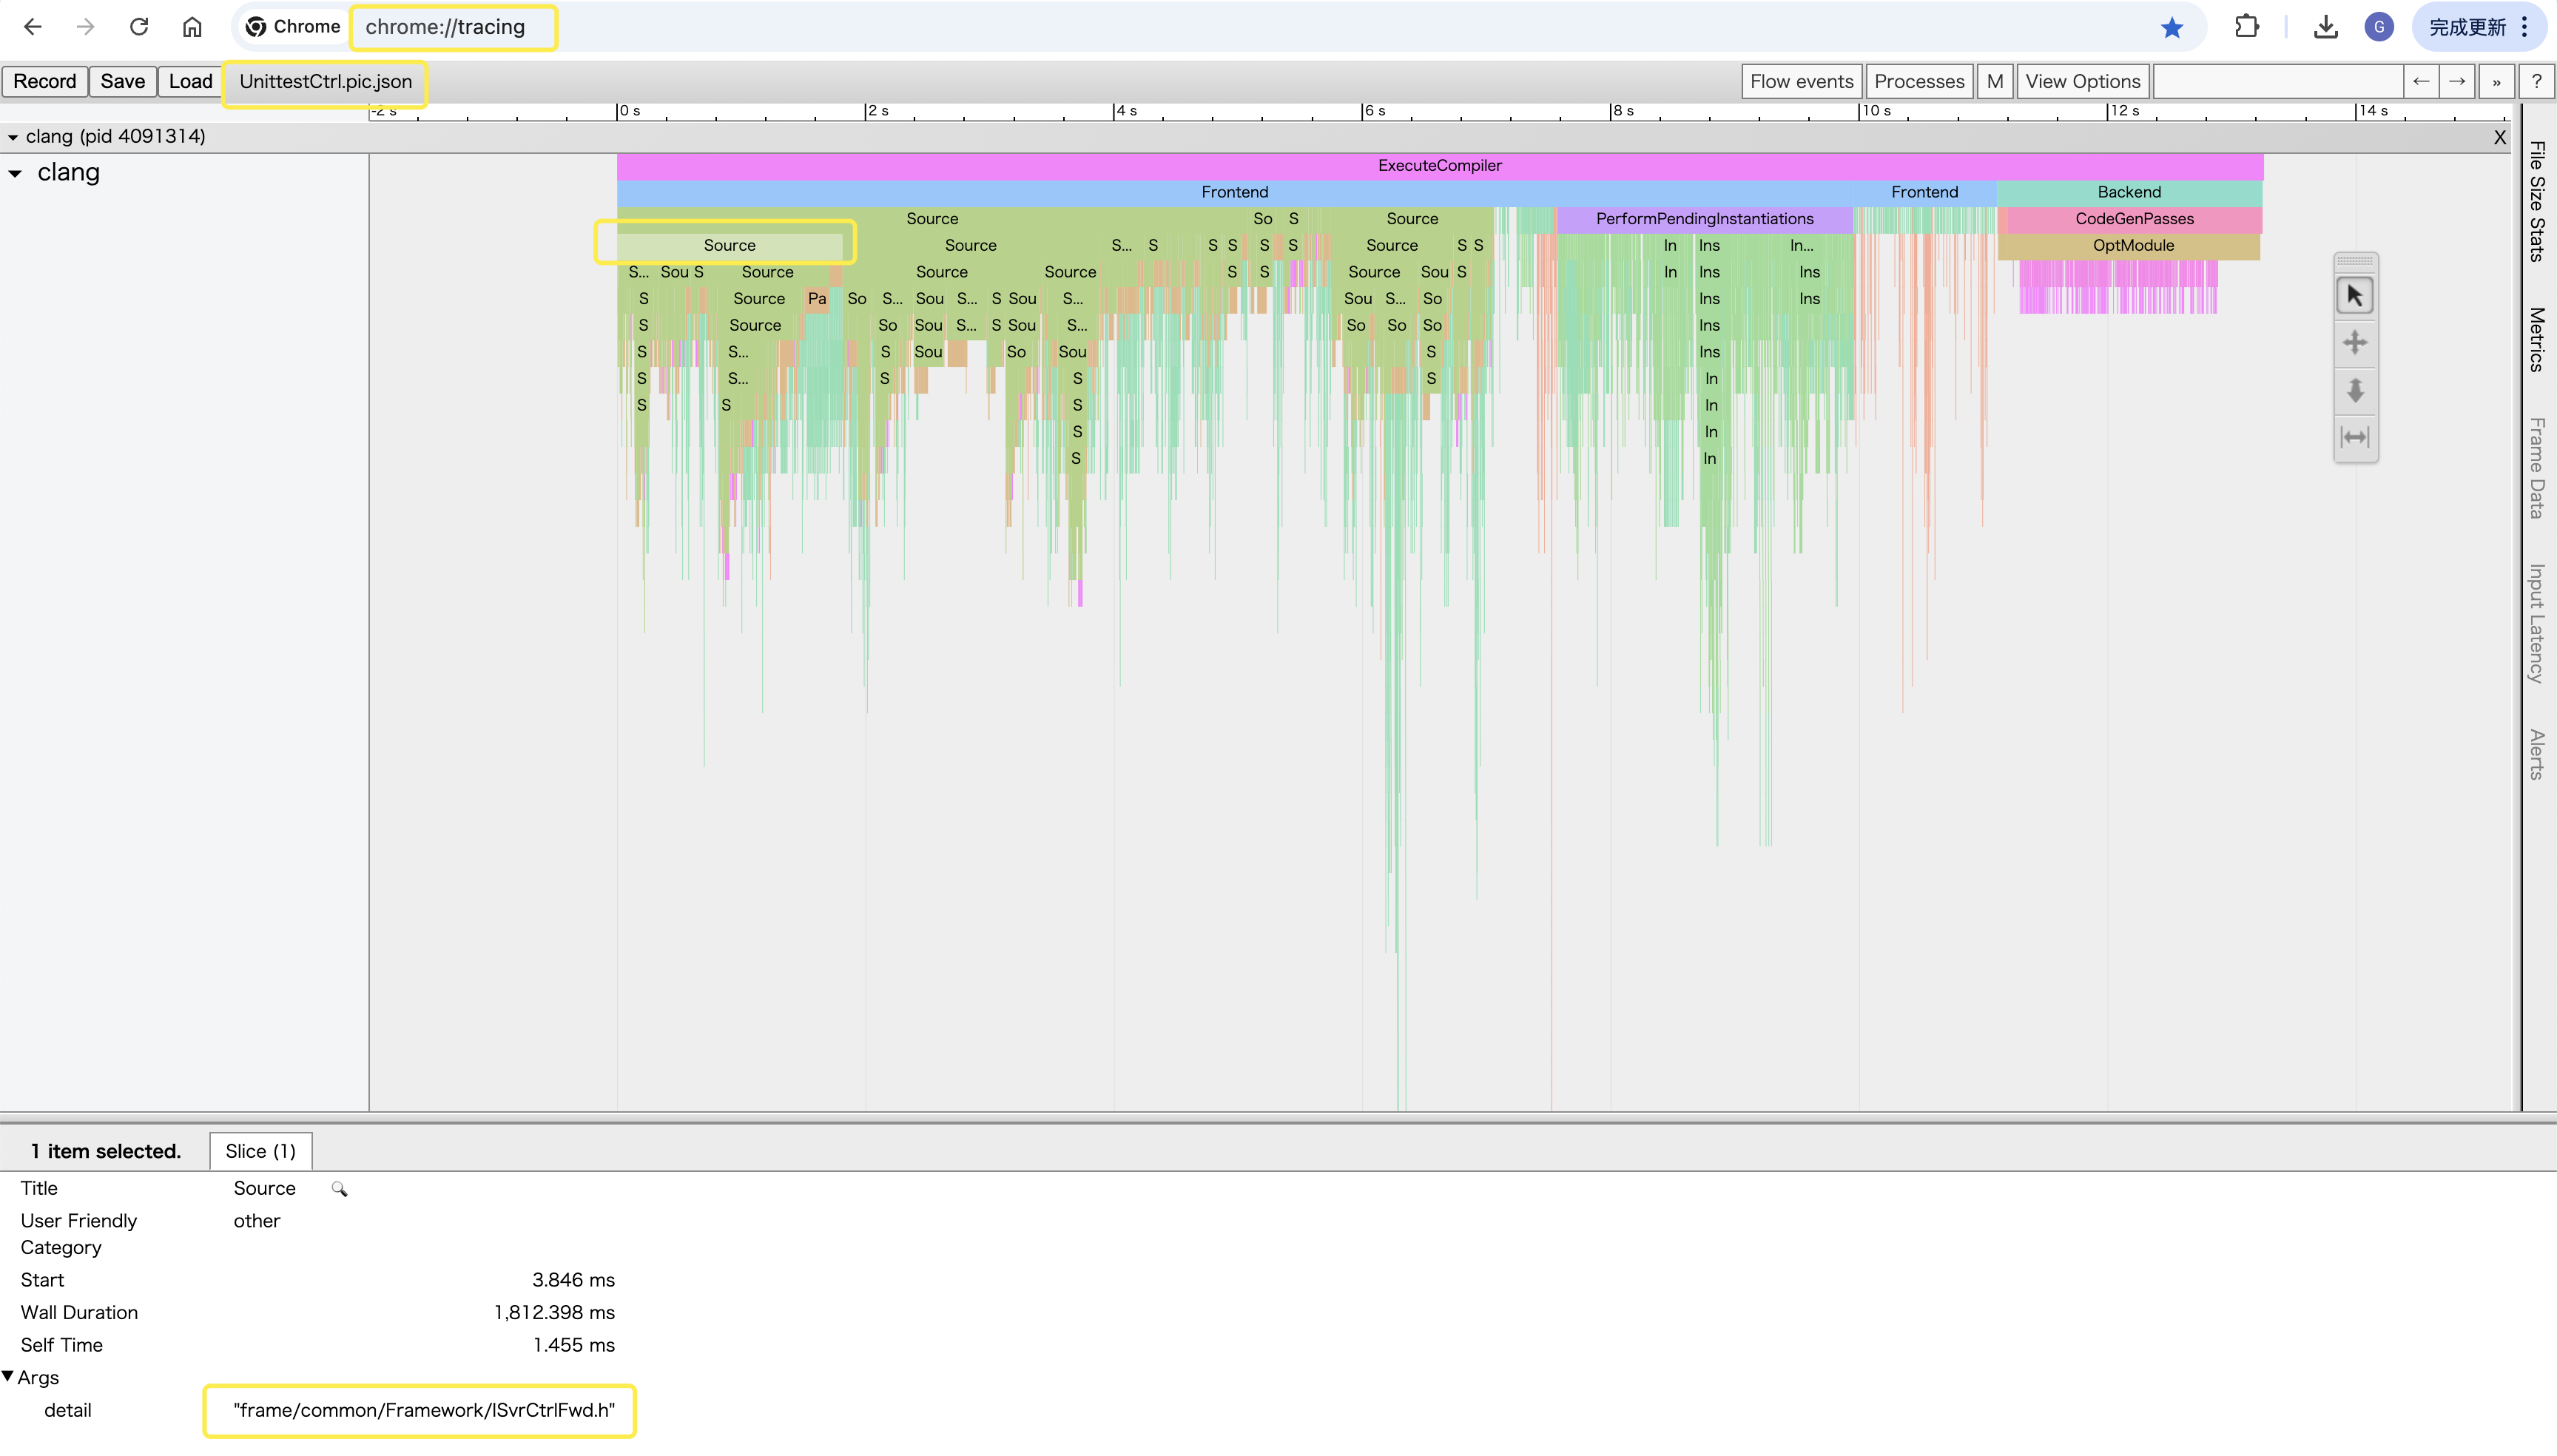 Chrome chrome://tracing 完成更新
Record Save Load UnittestCtrl.pic.json Flow events Processes M View Options ← → » ?
-2 s 0 s 2 s 4 s 6 s 8 s 10 s 12 s 14 s
clang (pid 4091314) X
clang
ExecuteCompiler
Frontend Frontend Backend
Source So S Source PerformPendingInstantiations CodeGenPasses
Source Source S... S S S S S Source S S In Ins In... OptModule
S... Sou S Source Source Source S S Source Sou S In Ins Ins
S Source Pa So S... Sou S... S Sou S... Sou S... So Ins Ins
S Source So Sou S... S Sou S... So So So Ins
S S... S Sou So Sou S Ins
S S... S S S In
S S S In
S In
S In
File Size Stats
Metrics
Frame Data
Input Latency
Alerts
1 item selected. Slice (1)
Title Source
User Friendly other
Category
Start 3.846 ms
Wall Duration 1,812.398 ms
Self Time 1.455 ms
Args
detail "frame/common/Framework/ISvrCtrlFwd.h"